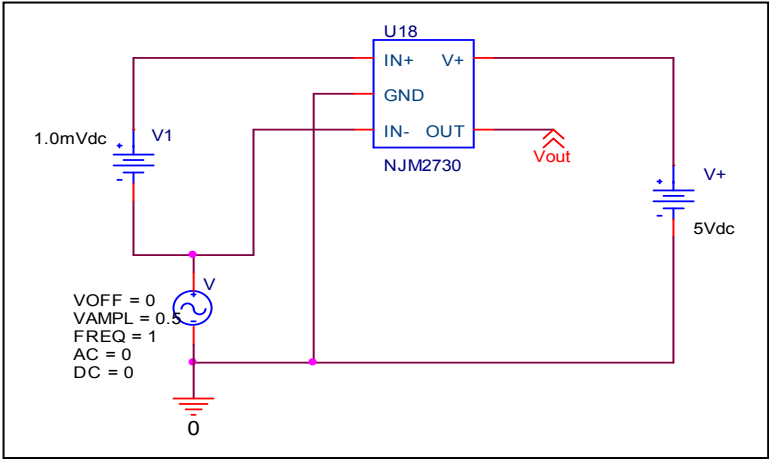 U18
IN+ V+
GND
IN- OUT
NJM2730
1.0mVdc
+
V1
-
Vout
+
V+
-
5Vdc
V
+
-
VOFF = 0
VAMPL = 0.5
FREQ = 1
AC = 0
DC = 0
0